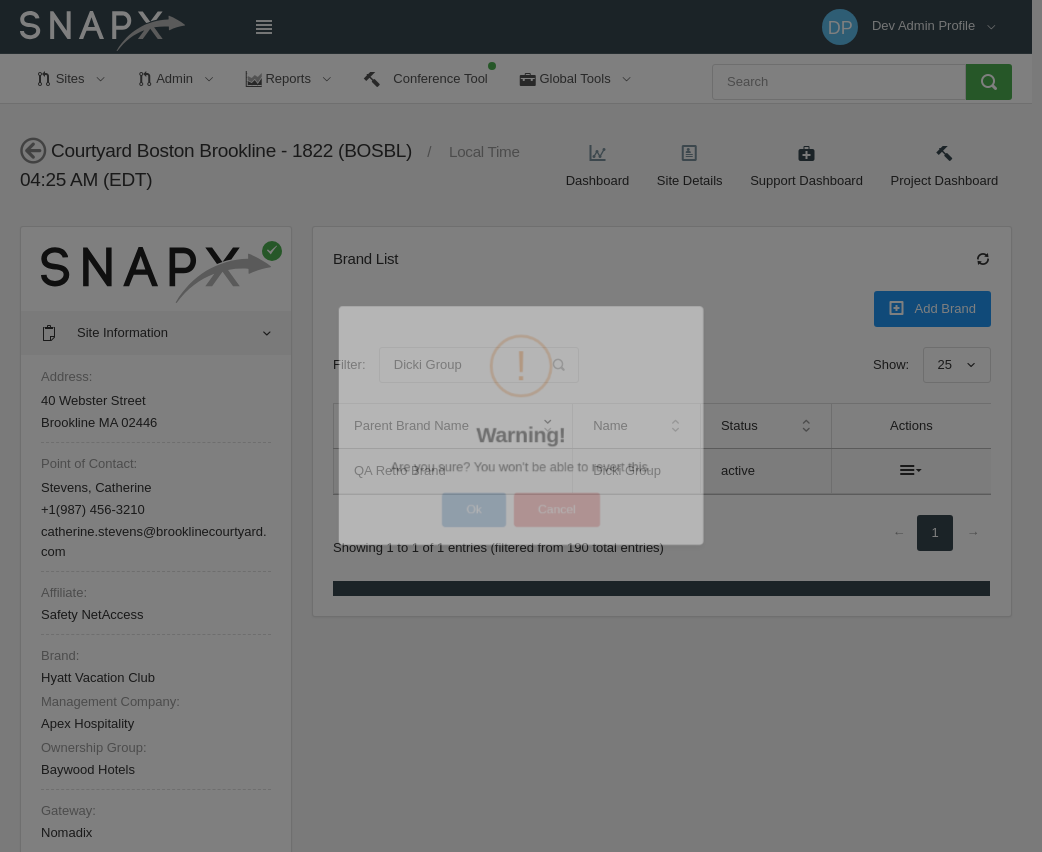 SNAPX
DP
Dev Admin Profile
Sites
Admin
Reports
Conference Tool
Global Tools
Search
Courtyard Boston Brookline - 1822 (BOSBL) / Local Time
04:25 AM (EDT)
Dashboard
Site Details
Support Dashboard
Project Dashboard
SNAPX
Site Information
Address:
40 Webster Street
Brookline MA 02446
Point of Contact:
Stevens, Catherine
+1(987) 456-3210
catherine.stevens@brooklinecourtyard.
com
Affiliate:
Safety NetAccess
Brand:
Hyatt Vacation Club
Management Company:
Apex Hospitality
Ownership Group:
Baywood Hotels
Gateway:
Nomadix
Brand List
Add Brand
Filter: Dicki Group
Show: 25
Parent Brand Name Name Status Actions
QA Retro Brand Dicki Group active
Showing 1 to 1 of 1 entries (filtered from 190 total entries)
← 1 →
!
Warning!
Are you sure? You won't be able to revert this.
Ok Cancel